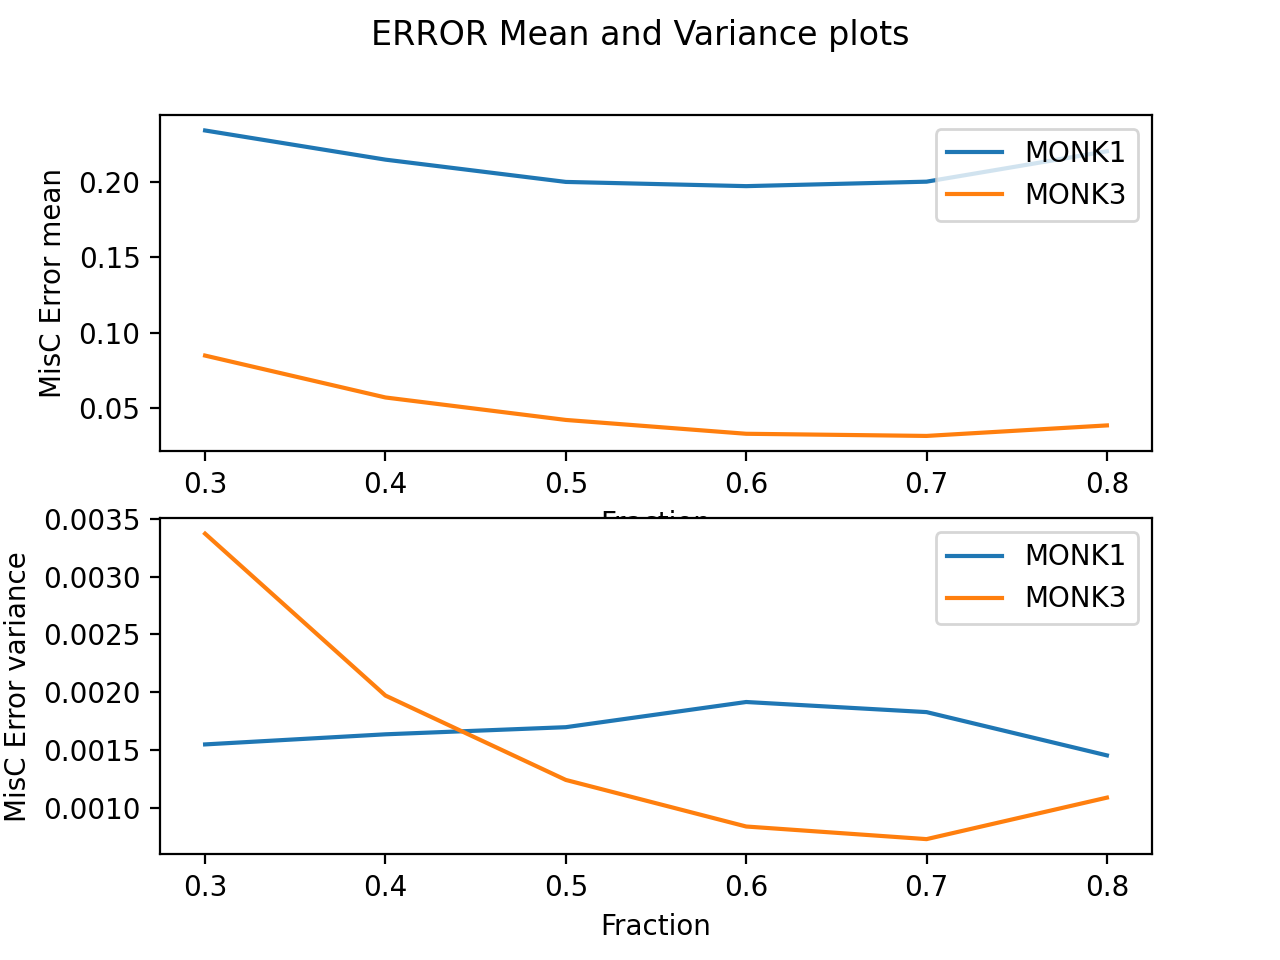 ERROR Mean and Variance plots
MisC Error mean
0.20
0.15
0.10
0.05
MONK1
MONK3
0.3 0.4 0.5 0.6 0.7 0.8
Fraction
MisC Error variance
0.0035
0.0030
0.0025
0.0020
0.0015
0.0010
MONK1
MONK3
0.3 0.4 0.5 0.6 0.7 0.8
Fraction